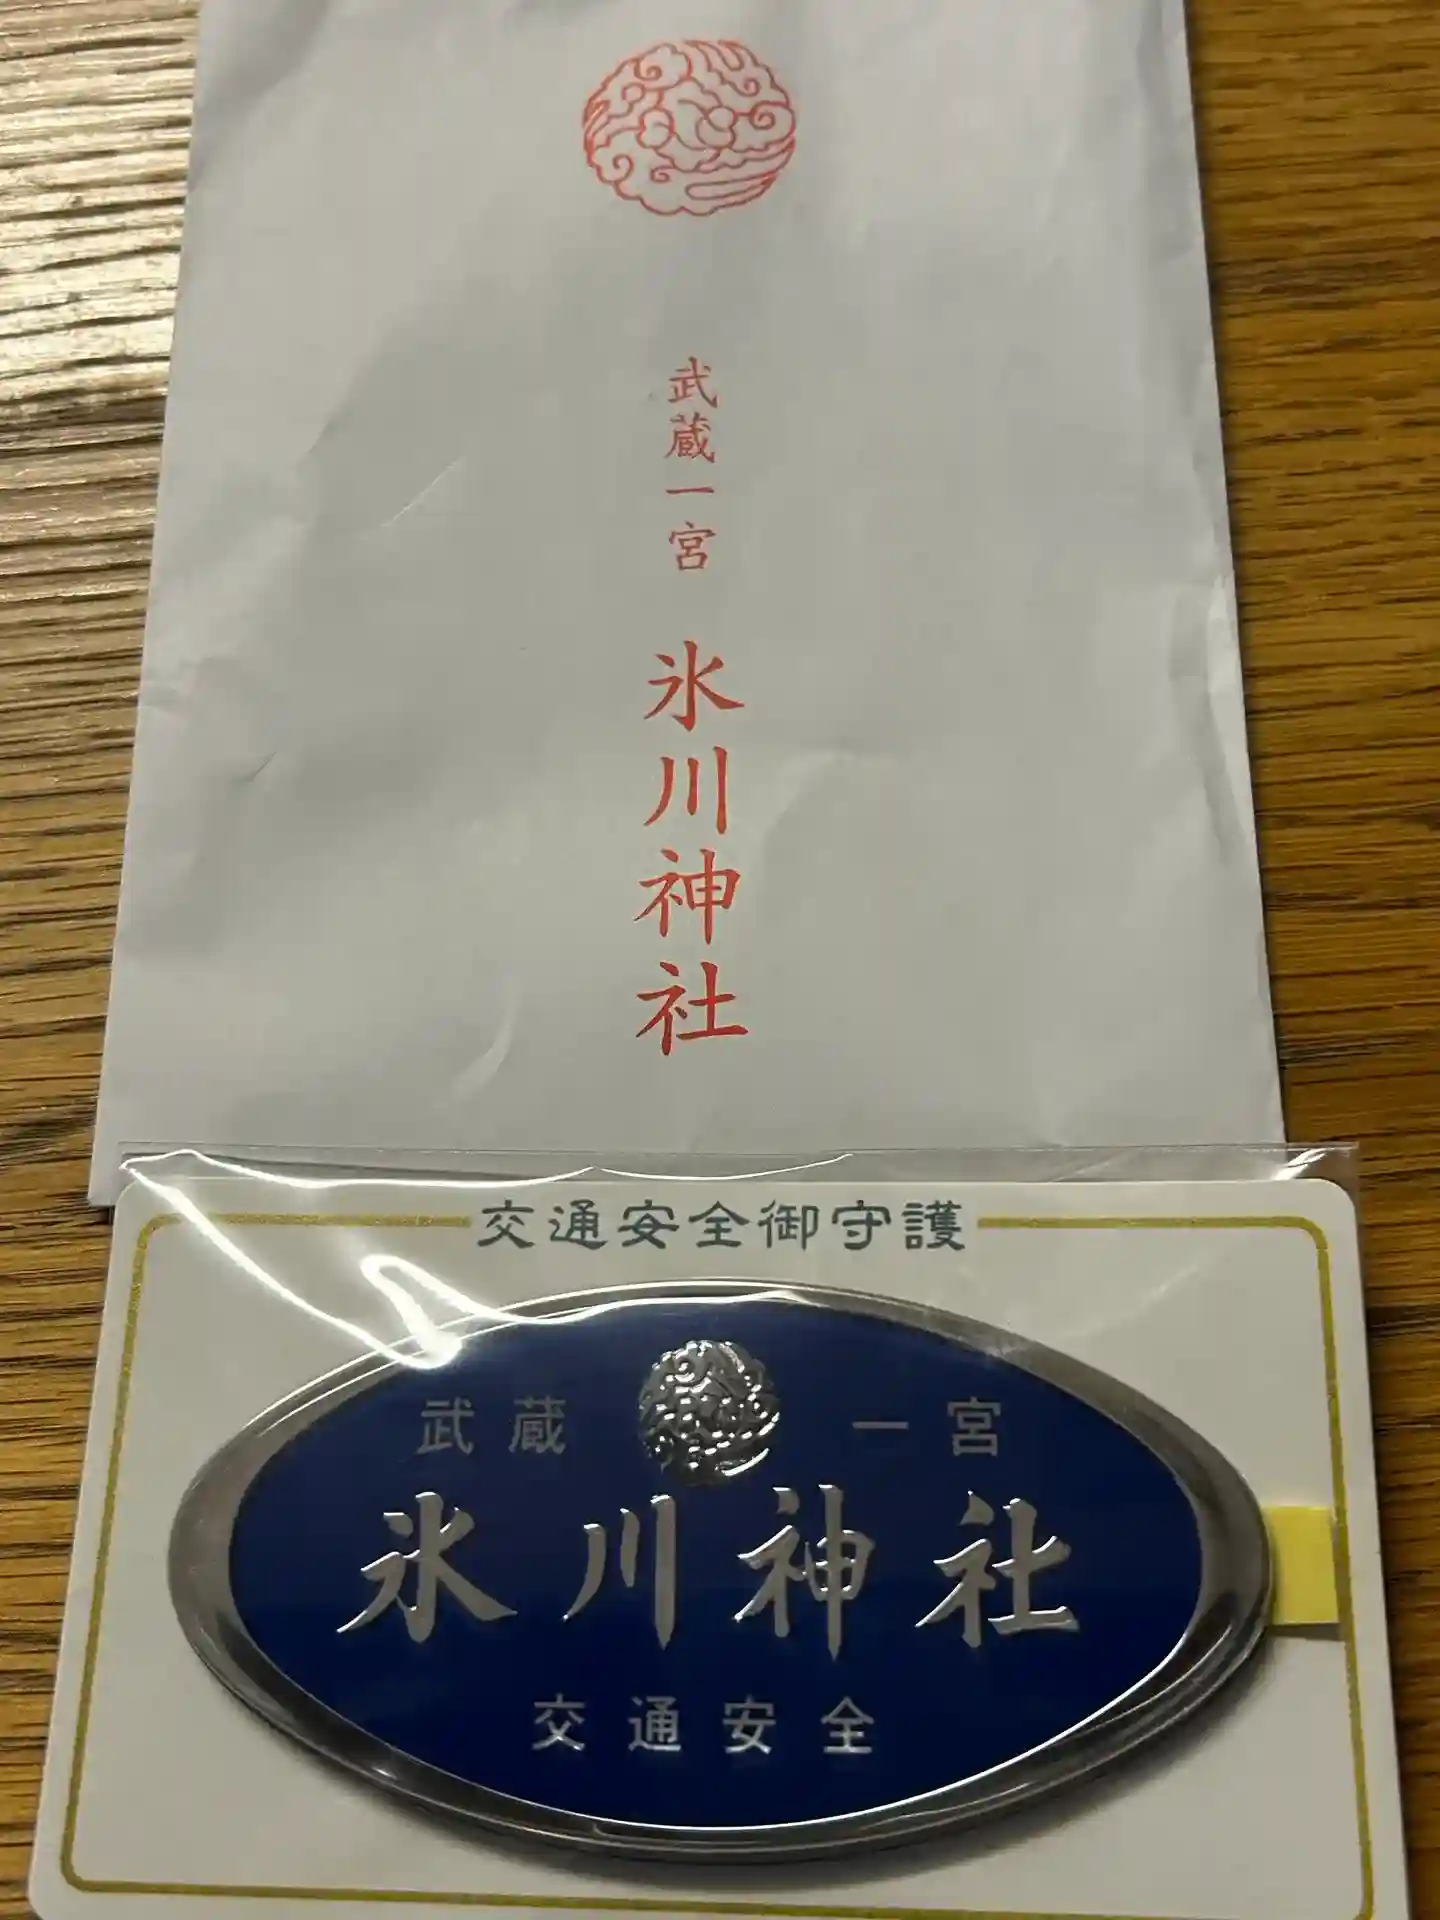 武蔵一宮 氷川神社
交通安全御守護
武蔵 一宮
氷川神社
交通安全